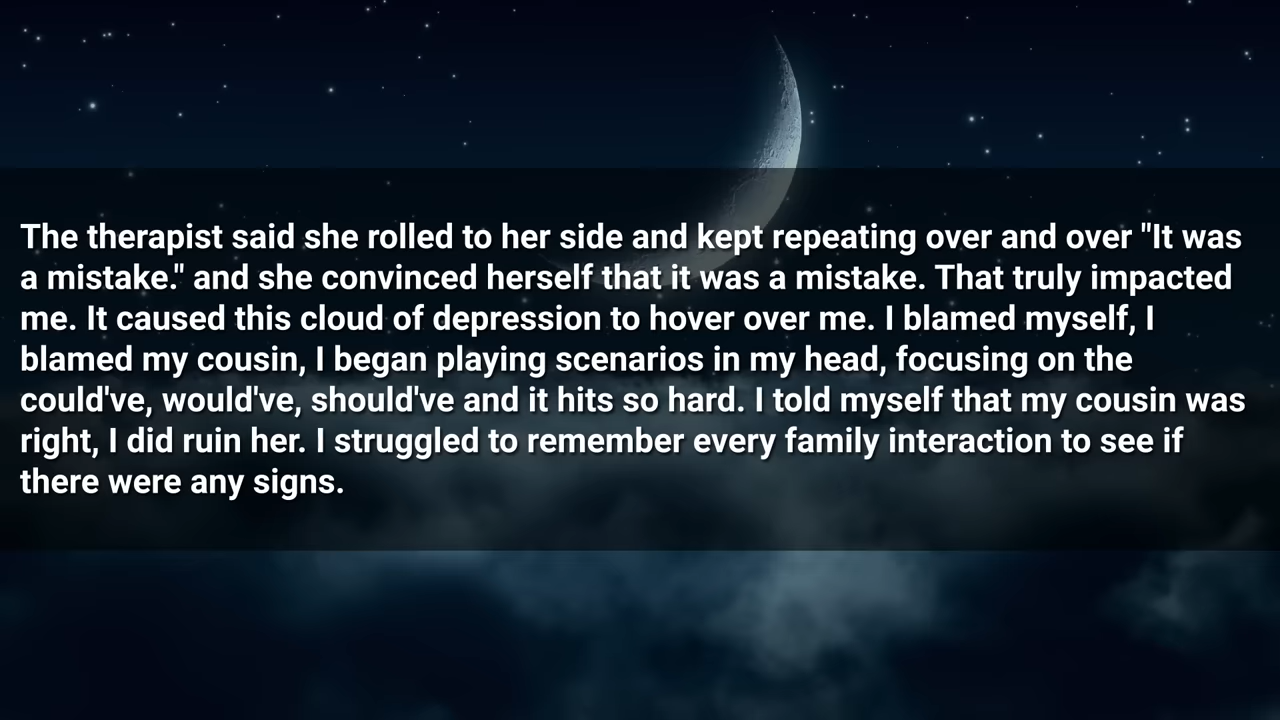 The therapist said she rolled to her side and kept repeating over and over "It was
a mistake." and she convinced herself that it was a mistake. That truly impacted
me. It caused this cloud of depression to hover over me. I blamed myself, I
blamed my cousin, I began playing scenarios in my head, focusing on the
could've, would've, should've and it hits so hard. I told myself that my cousin was
right, I did ruin her. I struggled to remember every family interaction to see if
there were any signs.